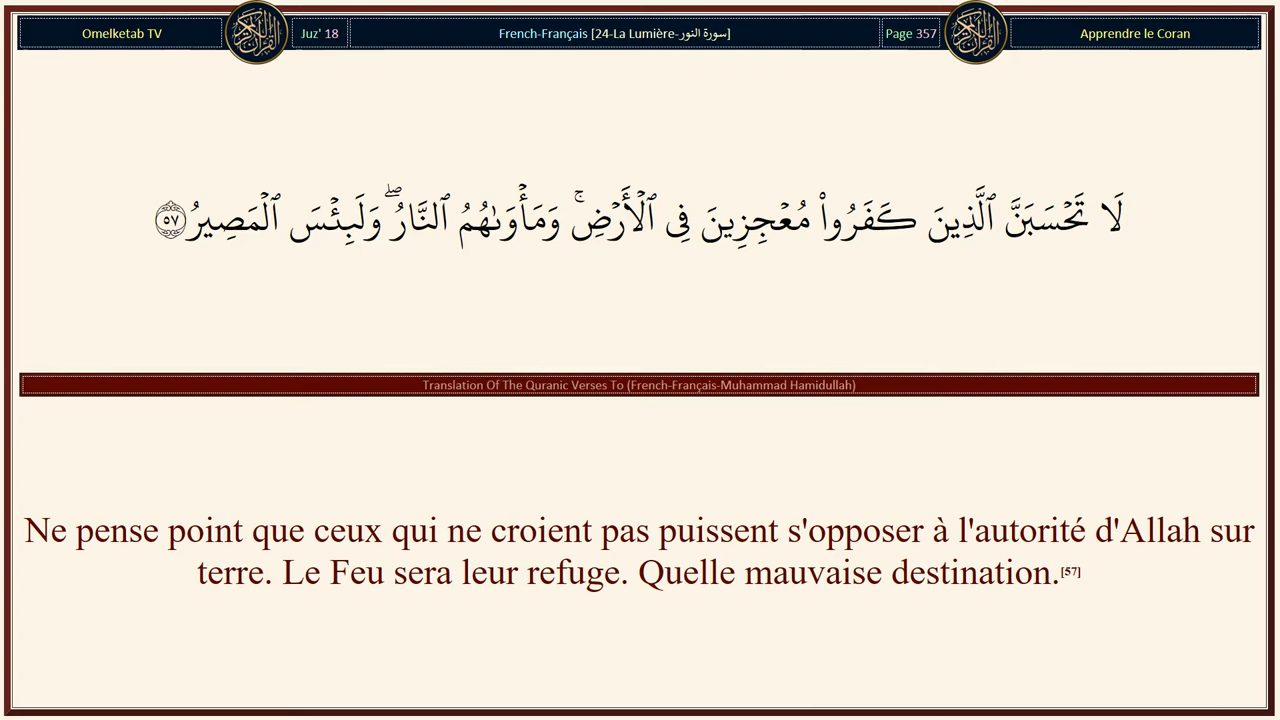 Omelketab TV
Juz' 18
French-Français [24-La Lumière-سورة النور]
Page 357
Apprendre le Coran
لَا تَحۡسَبَنَّ ٱلَّذِينَ كَفَرُواْ مُعۡجِزِينَ فِي ٱلۡأَرۡضِۚ وَمَأۡوَىٰهُمُ ٱلنَّارُۖ وَلَبِئۡسَ ٱلۡمَصِيرُ ٥٧
Translation Of The Quranic Verses To (French-Français-Muhammad Hamidullah)
Ne pense point que ceux qui ne croient pas puissent s'opposer à l'autorité d'Allah sur
terre. Le Feu sera leur refuge. Quelle mauvaise destination.[57]